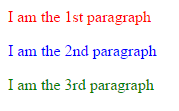 I am the 1st paragraph
I am the 2nd paragraph
I am the 3rd paragraph